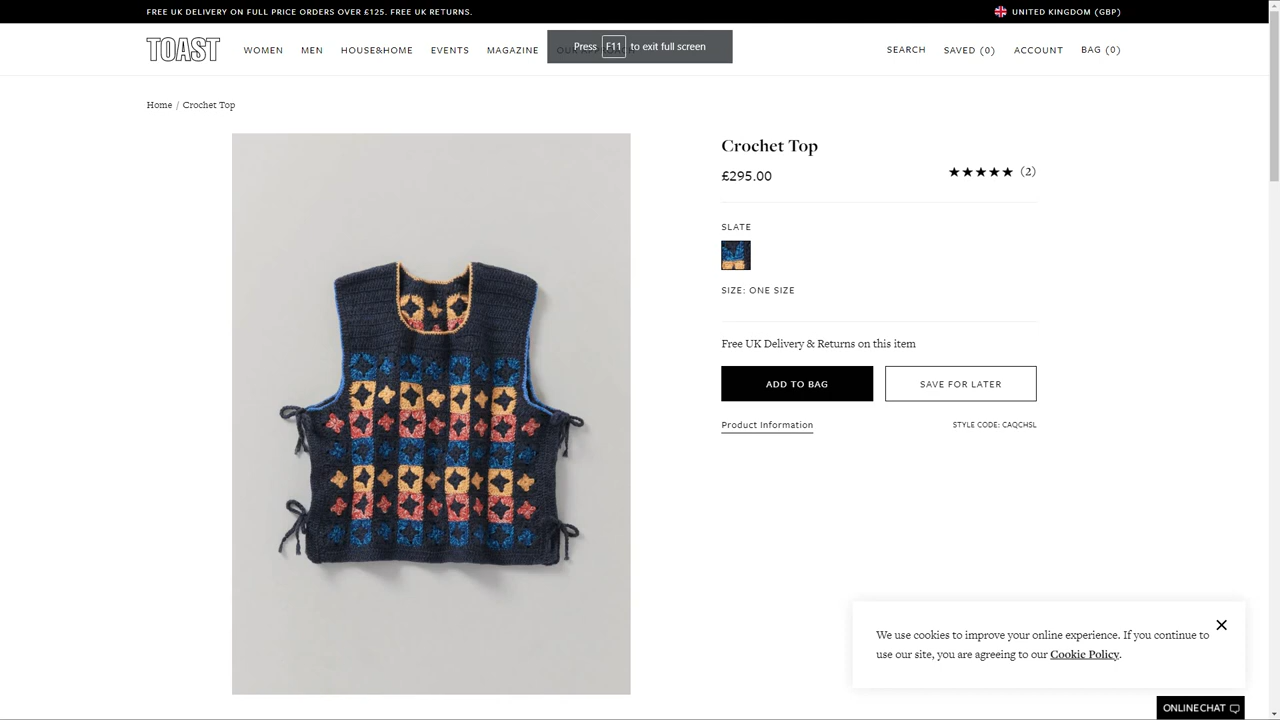 FREE UK DELIVERY ON FULL PRICE ORDERS OVER £125. FREE UK RETURNS.
UNITED KINGDOM (GBP)
TOAST
WOMEN MEN HOUSE&HOME EVENTS MAGAZINE
Press F11 to exit full screen
SEARCH SAVED (0) ACCOUNT BAG (0)
Home / Crochet Top
Crochet Top
£295.00
★★★★★ (2)
SLATE
SIZE: ONE SIZE
Free UK Delivery & Returns on this item
ADD TO BAG
SAVE FOR LATER
Product Information
STYLE CODE: CAQCHSL
We use cookies to improve your online experience. If you continue to
use our site, you are agreeing to our Cookie Policy.
ONLINE CHAT